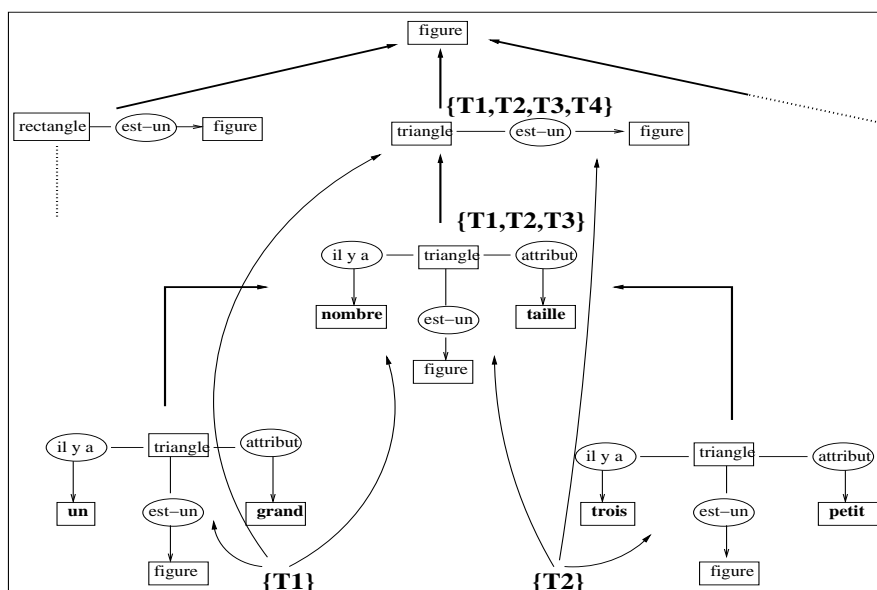 figure
{T1,T2,T3,T4}
rectangle est−un figure triangle est−un figure
{T1,T2,T3}
il y a triangle attribut
nombre est−un taille
figure
il y a triangle attribut il y a triangle attribut
un est−un grand trois est−un petit
figure {T1} {T2} figure